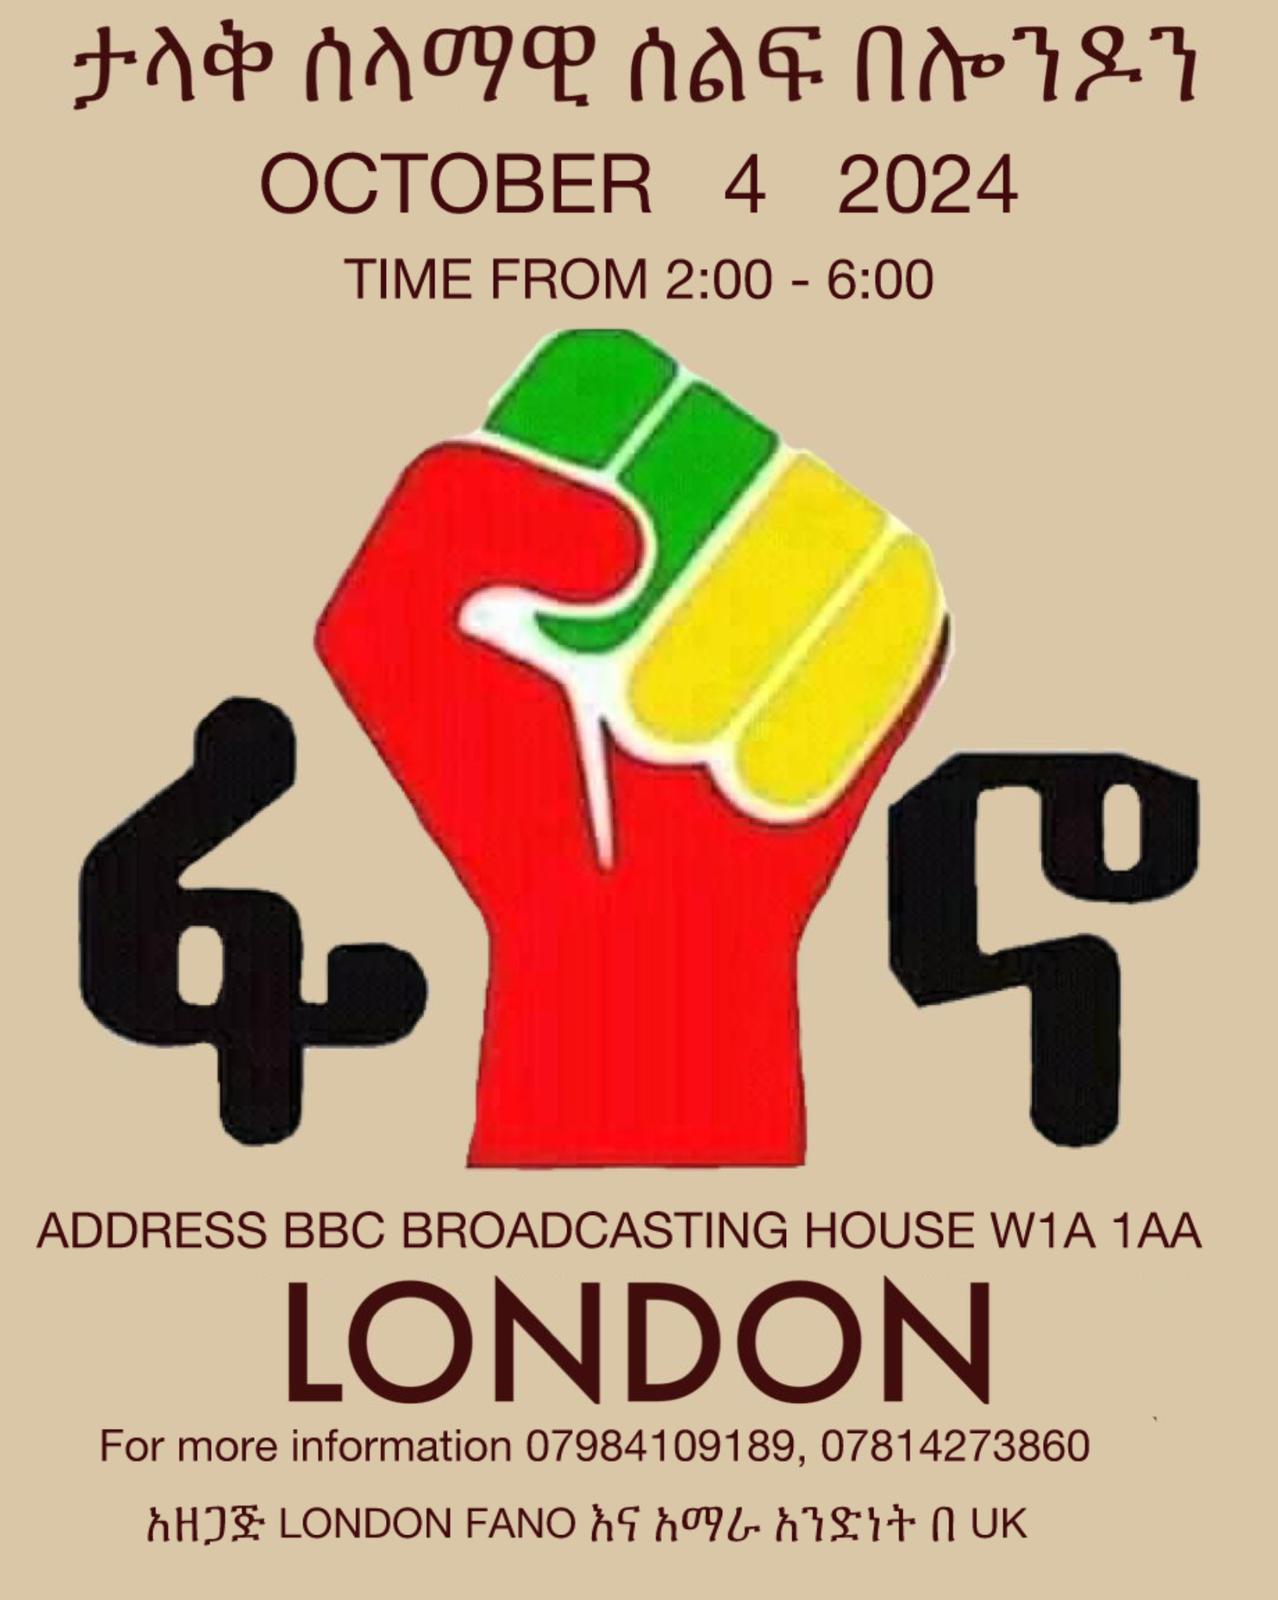 ታላቅ ሰላማዊ ሰልፍ በሎንዶን
OCTOBER 4 2024
TIME FROM 2:00 - 6:00
ፋኖ
ADDRESS BBC BROADCASTING HOUSE W1A 1AA
LONDON
For more information 07984109189, 07814273860
አዘጋጅ LONDON FANO እና አማራ አንድነት በ UK